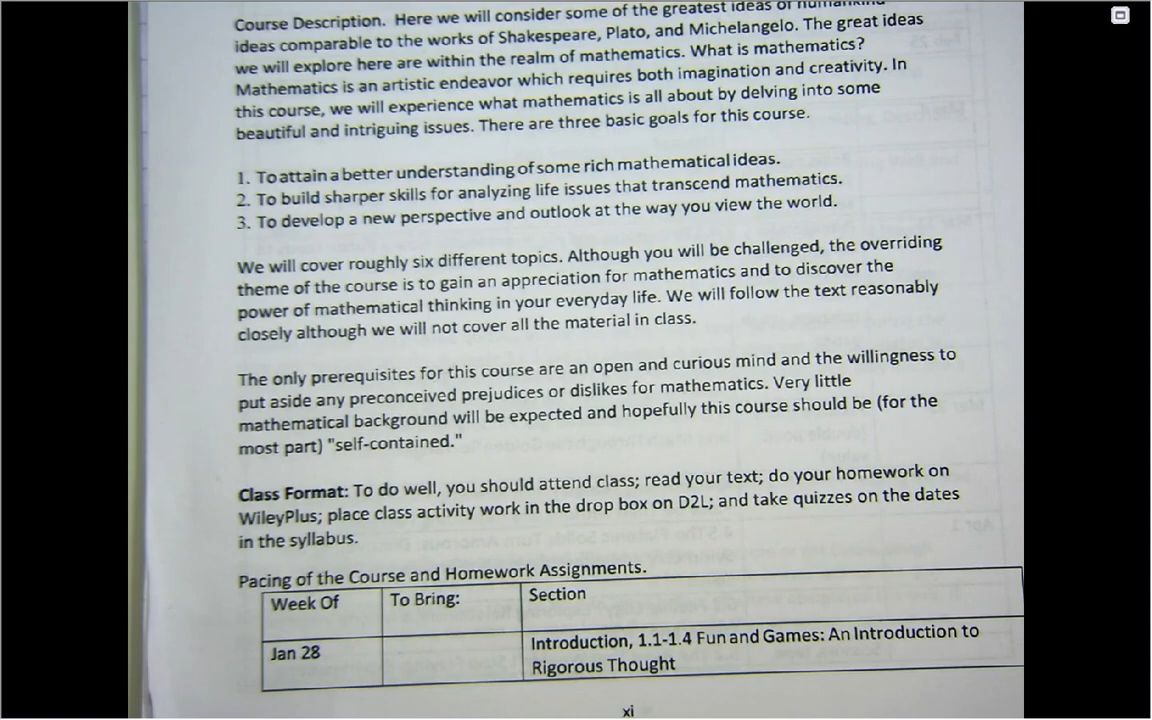 Course Description. Here we will consider some of the greatest ideas of humankind
ideas comparable to the works of Shakespeare, Plato, and Michelangelo. The great ideas
we will explore here are within the realm of mathematics. What is mathematics?
Mathematics is an artistic endeavor which requires both imagination and creativity. In
this course, we will experience what mathematics is all about by delving into some
beautiful and intriguing issues. There are three basic goals for this course.
1. To attain a better understanding of some rich mathematical ideas.
2. To build sharper skills for analyzing life issues that transcend mathematics.
3. To develop a new perspective and outlook at the way you view the world.
We will cover roughly six different topics. Although you will be challenged, the overriding
theme of the course is to gain an appreciation for mathematics and to discover the
power of mathematical thinking in your everyday life. We will follow the text reasonably
closely although we will not cover all the material in class.
The only prerequisites for this course are an open and curious mind and the willingness to
put aside any preconceived prejudices or dislikes for mathematics. Very little
mathematical background will be expected and hopefully this course should be (for the
most part) "self-contained."
Class Format: To do well, you should attend class; read your text; do your homework on
WileyPlus; place class activity work in the drop box on D2L; and take quizzes on the dates
in the syllabus.
Pacing of the Course and Homework Assignments.
Week Of To Bring: Section
Jan 28 Introduction, 1.1-1.4 Fun and Games: An Introduction to
Rigorous Thought
xi